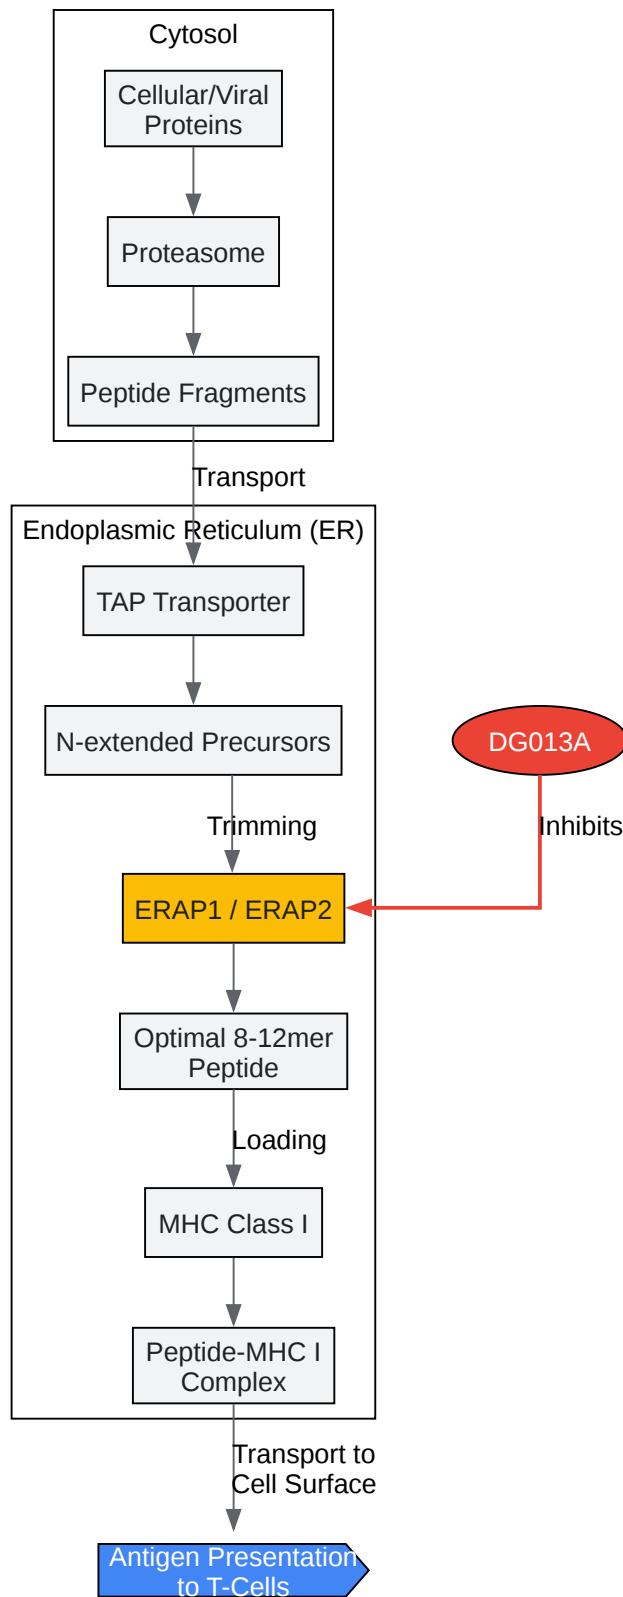 Cytosol
Cellular/Viral
Proteins
Proteasome
Peptide Fragments
Transport
Endoplasmic Reticulum (ER)
TAP Transporter
N-extended Precursors
DG013A
Trimming
Inhibits
ERAP1 / ERAP2
Optimal 8-12mer
Peptide
Loading
MHC Class I
Peptide-MHC I
Complex
Transport to
Cell Surface
Antigen Presentation
to T-Cells